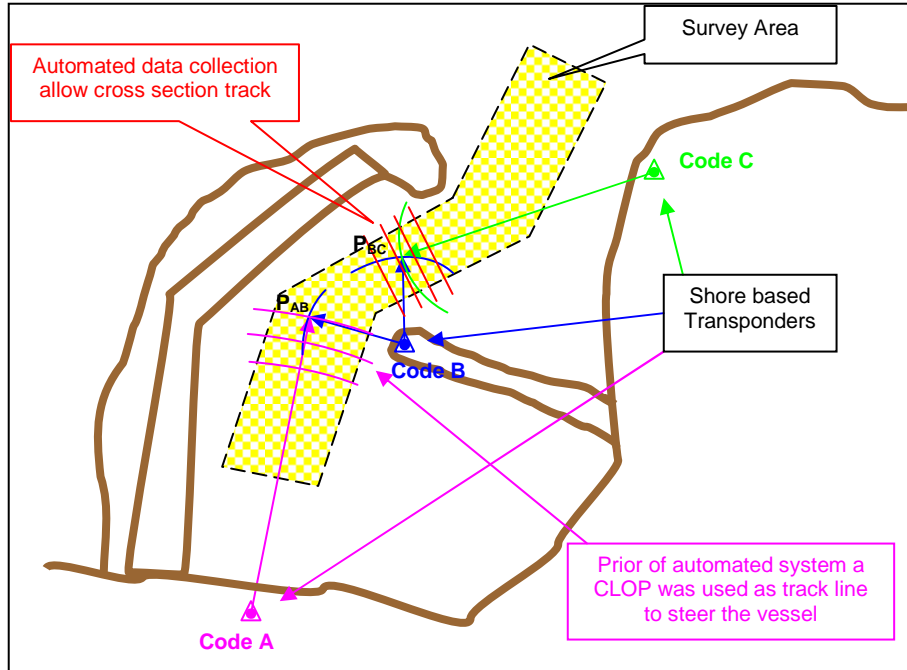 Survey Area
Automated data collection
allow cross section track
Code C
PBC
PAB
Shore based
Transponders
Code B
Prior of automated system a
CLOP was used as track line
to steer the vessel
Code A